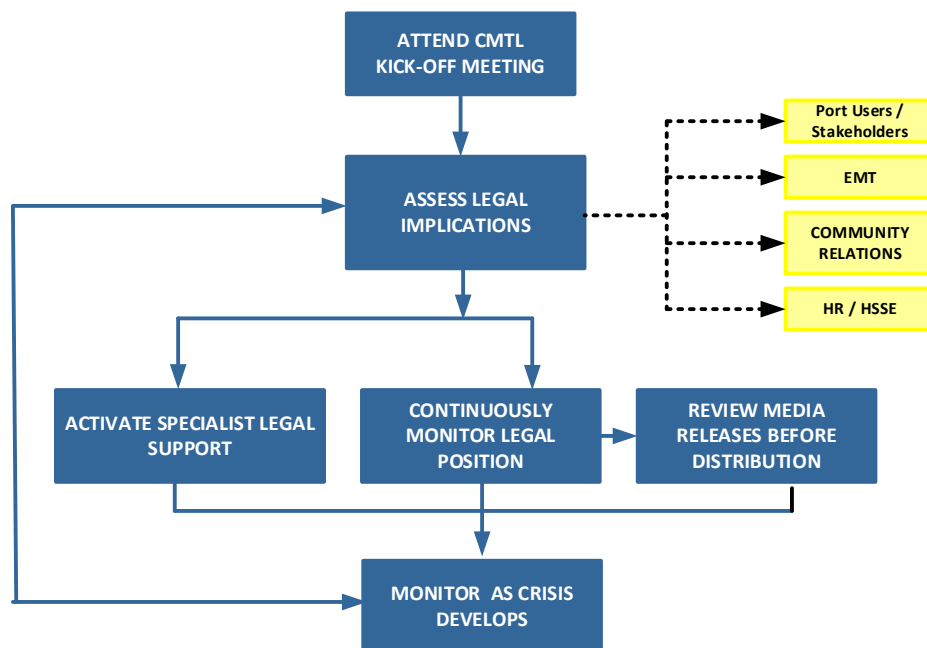 ATTEND CMTL
KICK-OFF MEETING
Port Users /
Stakeholders
EMT
ASSESS LEGAL
IMPLICATIONS
COMMUNITY
RELATIONS
HR / HSSE
ACTIVATE SPECIALIST LEGAL
SUPPORT
CONTINUOUSLY
MONITOR LEGAL
POSITION
REVIEW MEDIA
RELEASES BEFORE
DISTRIBUTION
MONITOR AS CRISIS
DEVELOPS